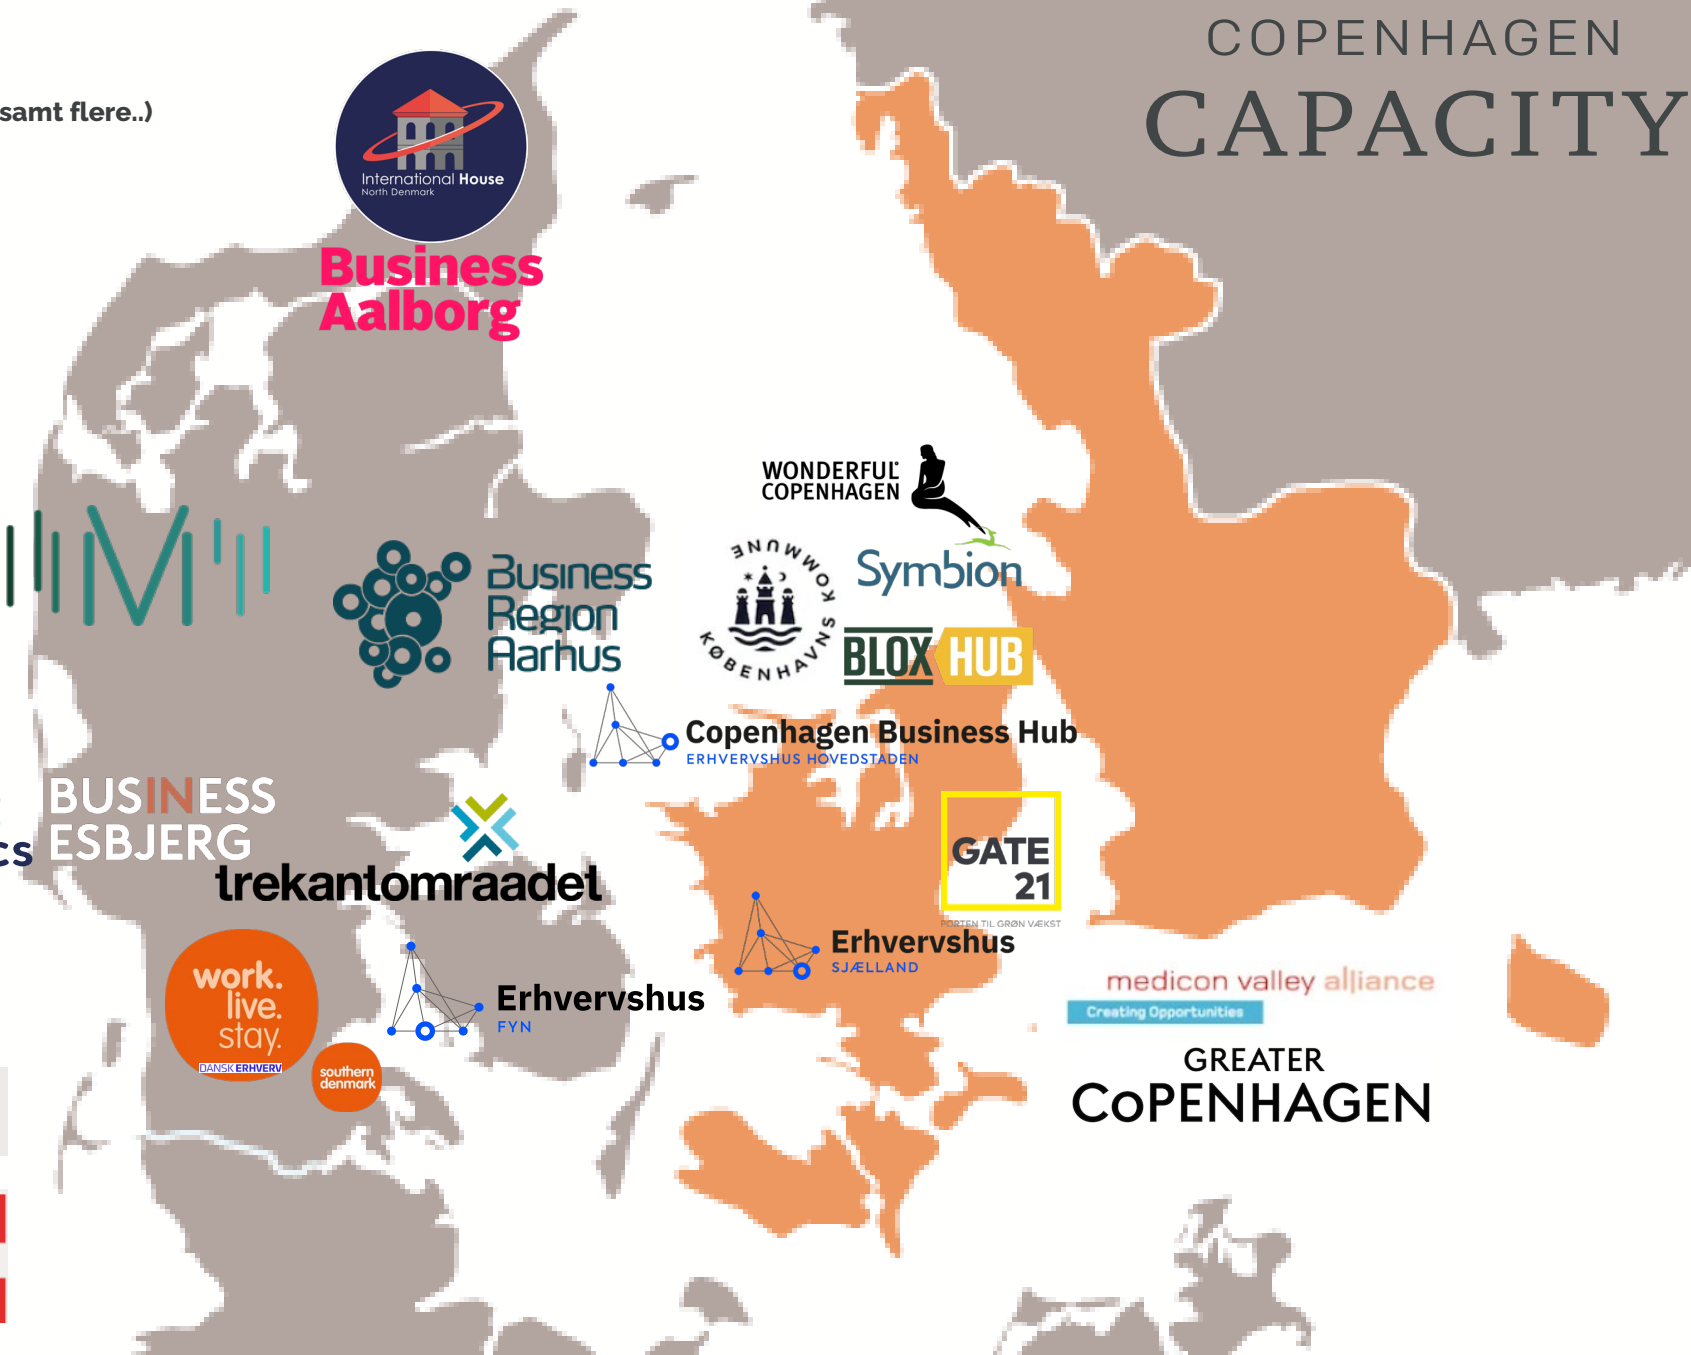 COPENHAGEN
CAPACITY
samt flere..)
International House
North Denmark
Business
Aalborg
WONDERFUL
COPENHAGEN
KØBENHAVNS KOMMUNE
Symbion
BLOXHUB
M
Business
Region
Aarhus
Copenhagen Business Hub
ERHVERVSHUS HOVEDSTADEN
BUSINESS
ESBJERG
cs
trekantomraadet
GATE
21
PORTEN TIL GRØN VÆKST
Erhvervshus
SJÆLLAND
work.
live.
stay.
DANSK ERHVERV
southern
denmark
Erhvervshus
FYN
medicon valley alliance
Creating Opportunities
GREATER
CoPENHAGEN